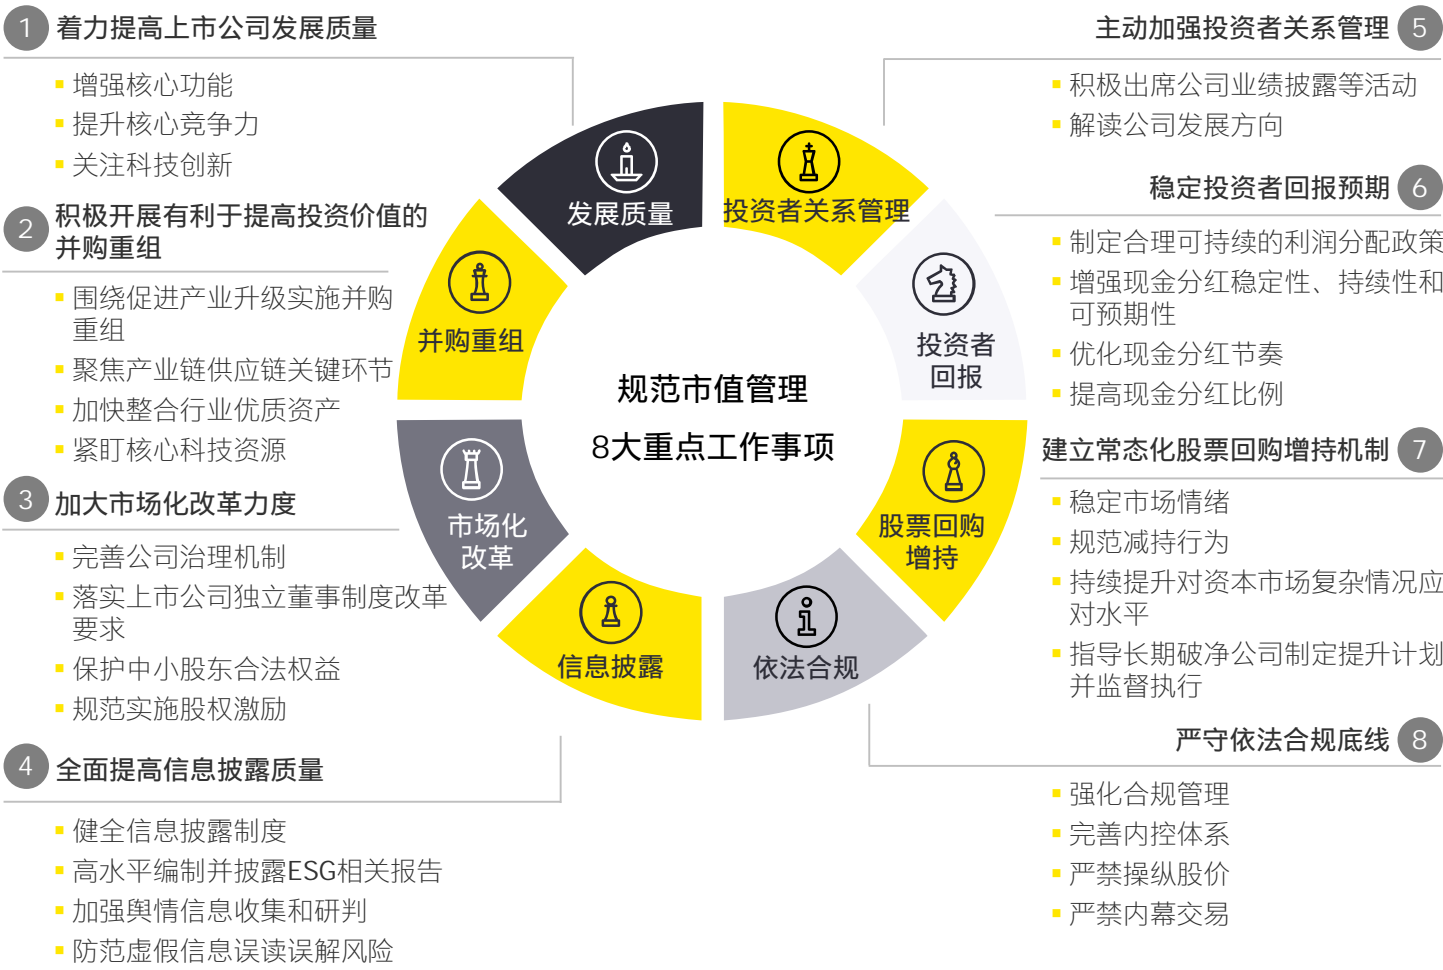 1 着力提高上市公司发展质量
增强核心功能
提升核心竞争力
关注科技创新
2 积极开展有利于提高投资价值的
并购重组
围绕促进产业升级实施并购
重组
聚焦产业链供应链关键环节
加快整合行业优质资产
紧盯核心科技资源
3 加大市场化改革力度
完善公司治理机制
落实上市公司独立董事制度改革
要求
保护中小股东合法权益
规范实施股权激励
4 全面提高信息披露质量
健全信息披露制度
高水平编制并披露ESG相关报告
加强舆情信息收集和研判
防范虚假信息误读误解风险
发展质量
投资者关系管理
并购重组
投资者
回报
规范市值管理
8大重点工作事项
市场化
改革
股票回购
增持
信息披露
依法合规
主动加强投资者关系管理 5
积极出席公司业绩披露等活动
解读公司发展方向
稳定投资者回报预期 6
制定合理可持续的利润分配政策
增强现金分红稳定性、持续性和
可预期性
优化现金分红节奏
提高现金分红比例
建立常态化股票回购增持机制 7
稳定市场情绪
规范减持行为
持续提升对资本市场复杂情况应
对水平
指导长期破净公司制定提升计划
并监督执行
严守依法合规底线 8
强化合规管理
完善内控体系
严禁操纵股价
严禁内幕交易